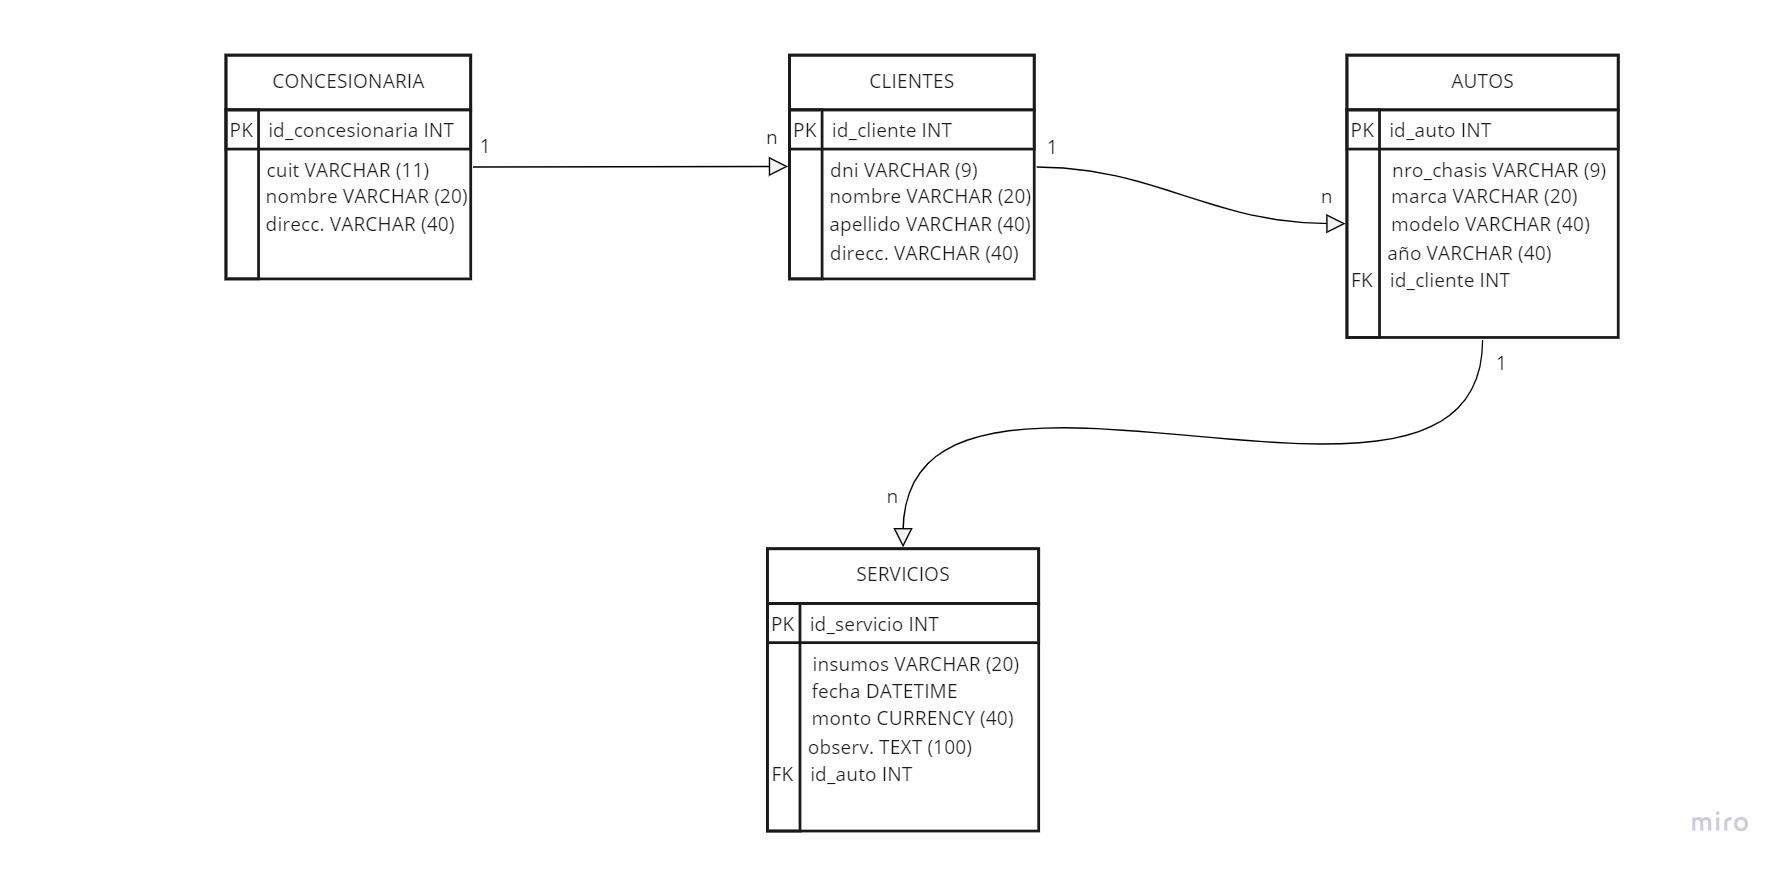 CONCESIONARIA
PK id_concesionaria INT
cuit VARCHAR (11)
nombre VARCHAR (20)
direcc. VARCHAR (40)
1
n
CLIENTES
PK id_cliente INT
dni VARCHAR (9)
nombre VARCHAR (20)
apellido VARCHAR (40)
direcc. VARCHAR (40)
1
n
AUTOS
PK id_auto INT
nro_chasis VARCHAR (9)
marca VARCHAR (20)
modelo VARCHAR (40)
año VARCHAR (40)
FK id_cliente INT
1
n
SERVICIOS
PK id_servicio INT
insumos VARCHAR (20)
fecha DATETIME
monto CURRENCY (40)
observ. TEXT (100)
FK id_auto INT
miro